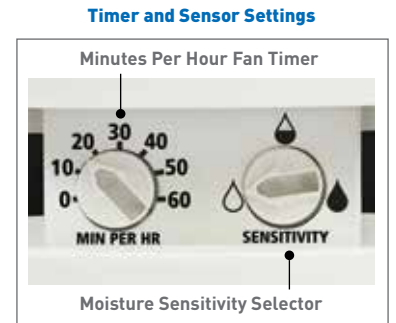 Timer and Sensor Settings
Minutes Per Hour Fan Timer
20 30 40
10 50
0 60
MIN PER HR
SENSITIVITY
Moisture Sensitivity Selector